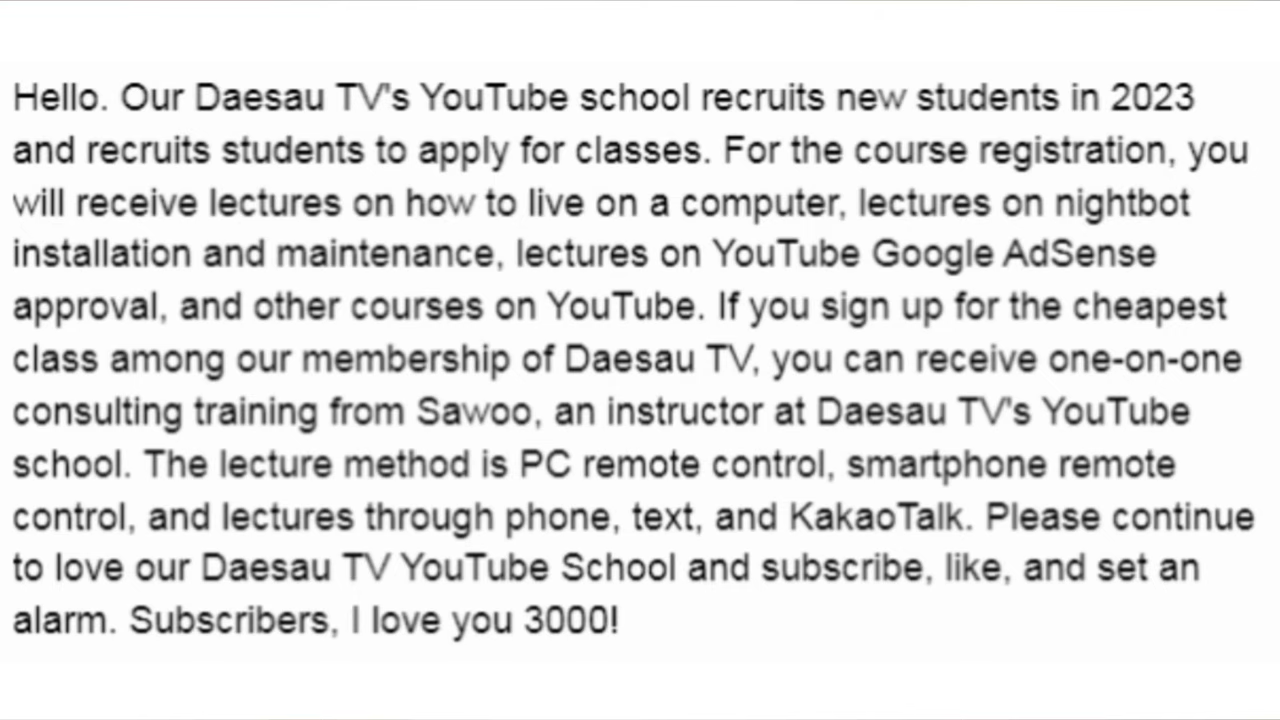 Hello. Our Daesau TV's YouTube school recruits new students in 2023
and recruits students to apply for classes. For the course registration, you
will receive lectures on how to live on a computer, lectures on nightbot
installation and maintenance, lectures on YouTube Google AdSense
approval, and other courses on YouTube. If you sign up for the cheapest
class among our membership of Daesau TV, you can receive one-on-one
consulting training from Sawoo, an instructor at Daesau TV's YouTube
school. The lecture method is PC remote control, smartphone remote
control, and lectures through phone, text, and KakaoTalk. Please continue
to love our Daesau TV YouTube School and subscribe, like, and set an
alarm. Subscribers, I love you 3000!